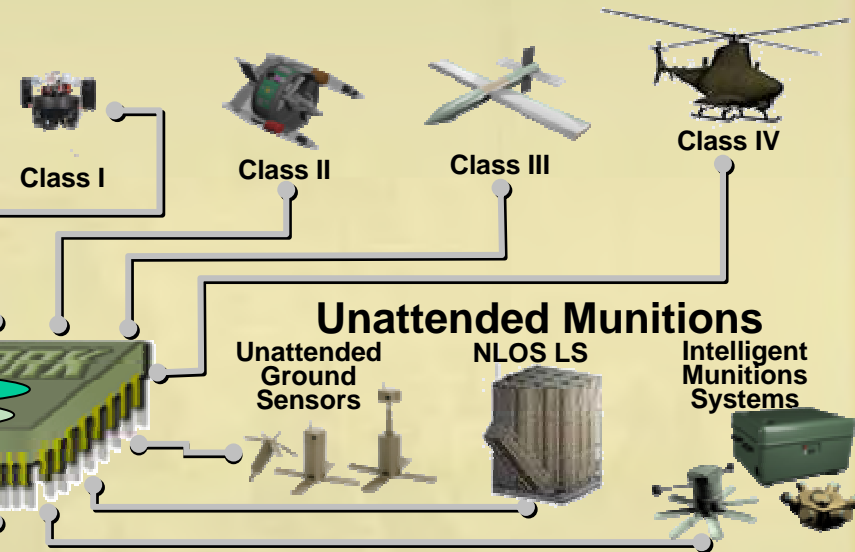 Class I
Class II
Class III
Class IV
Unattended Munitions
Unattended
Ground
Sensors
NLOS LS
Intelligent
Munitions
Systems